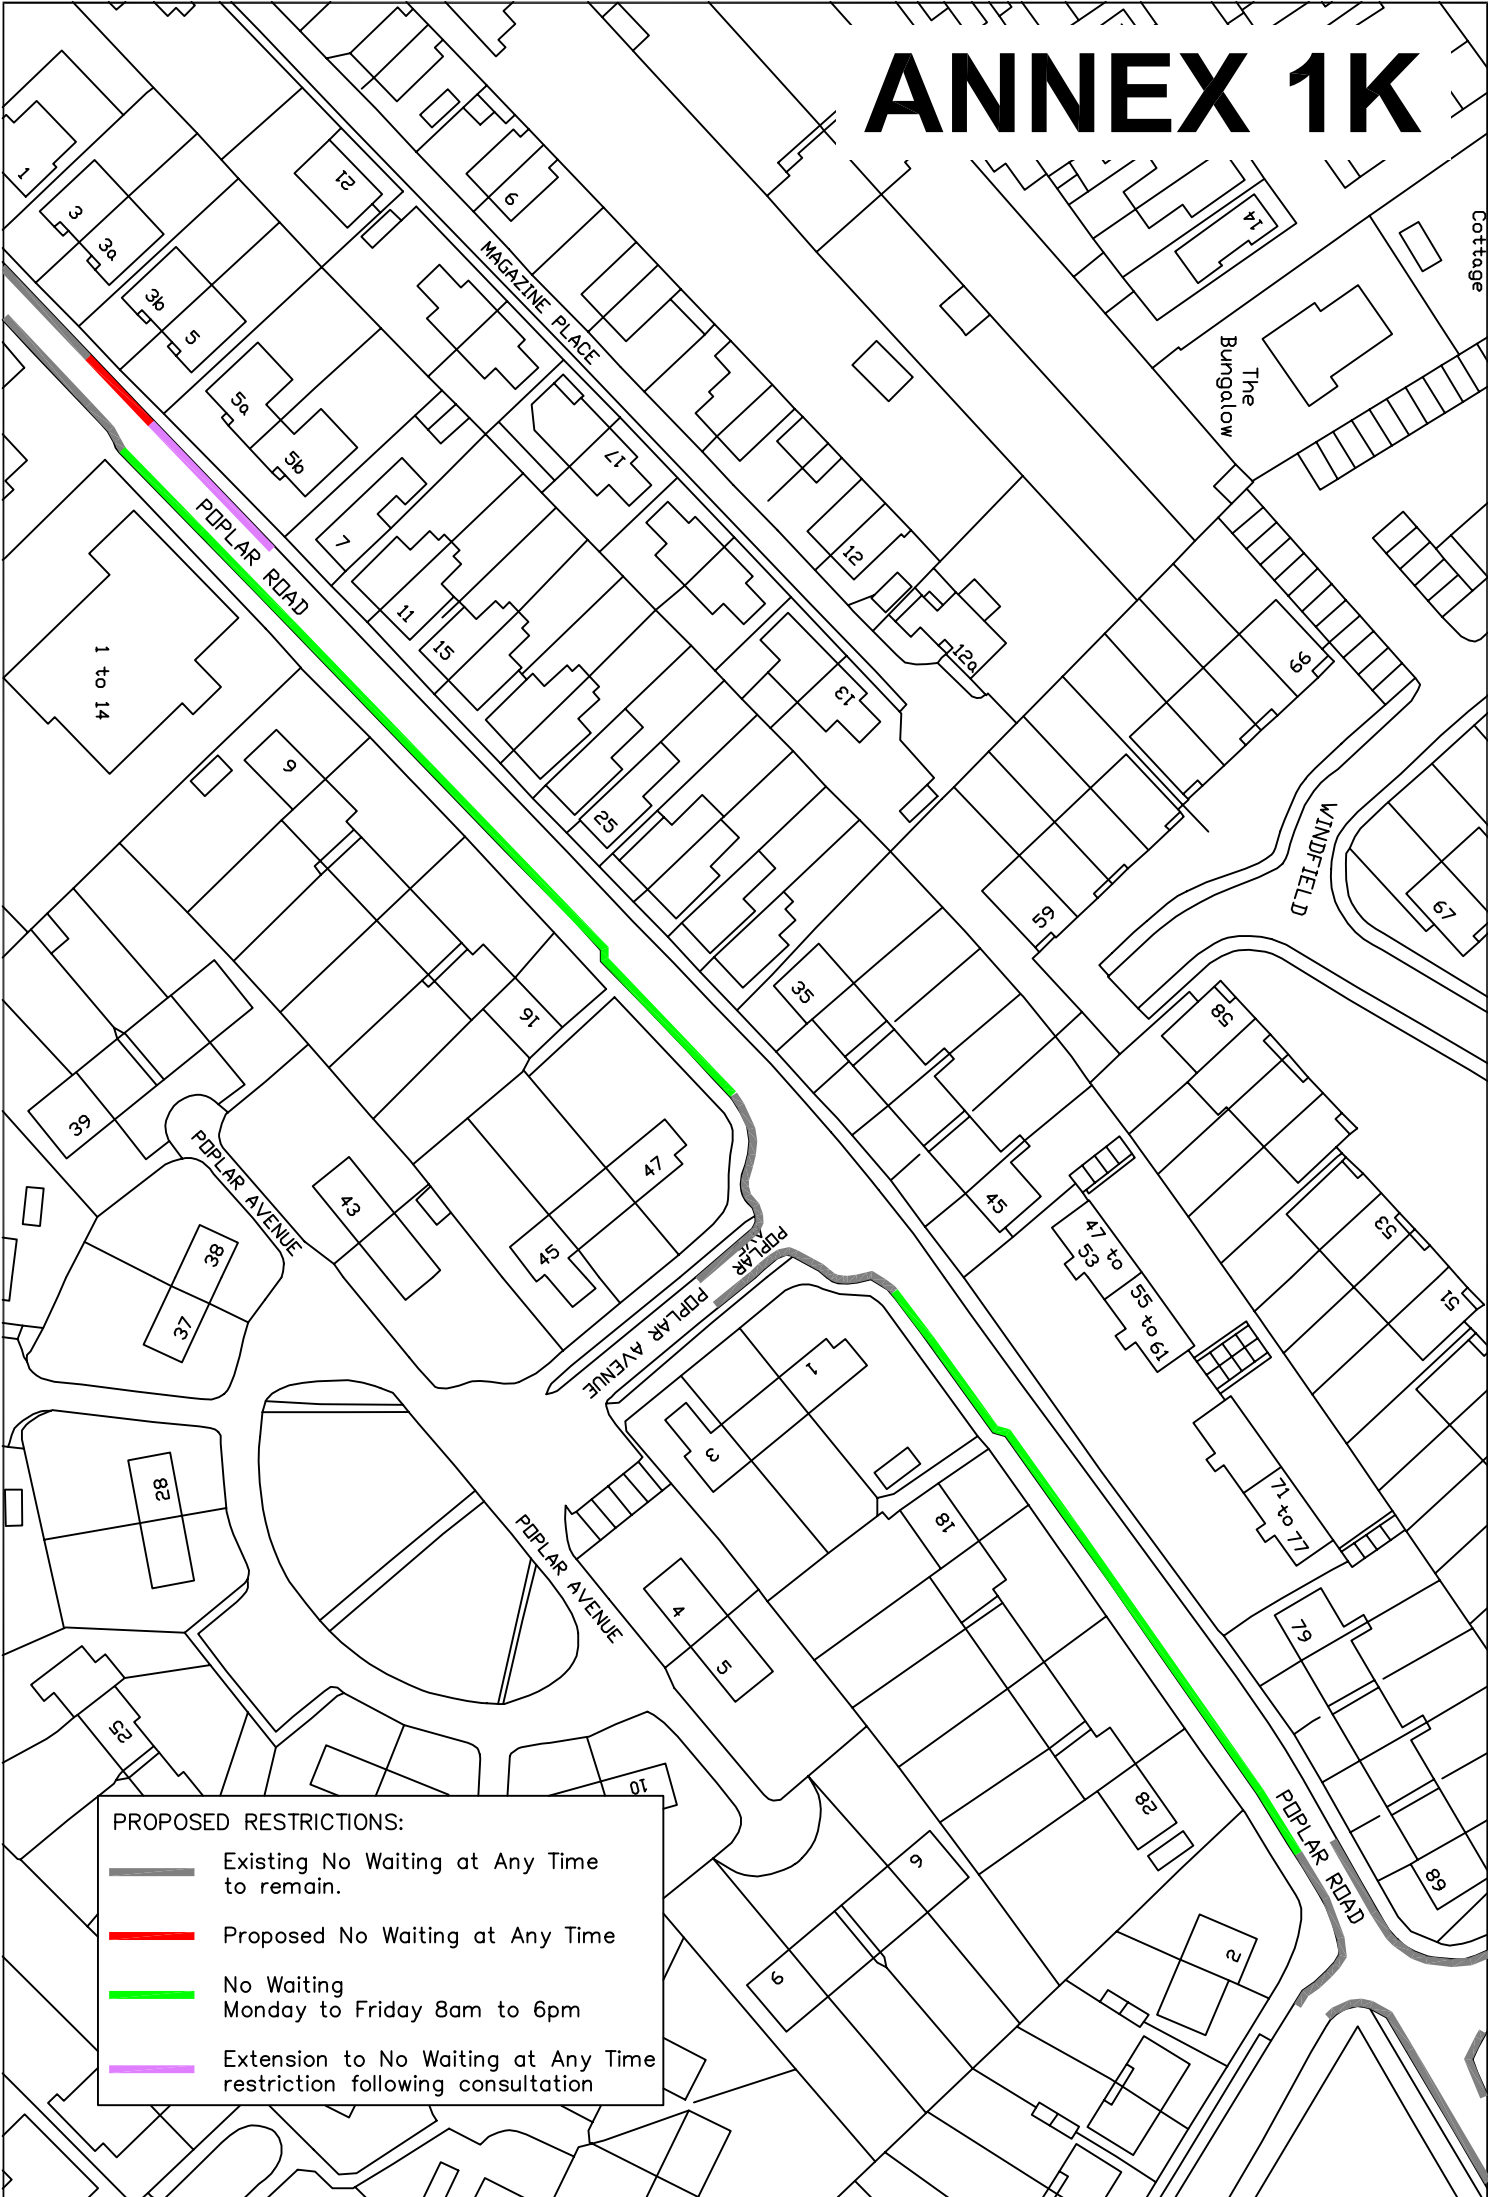 ANNEX 1K
1
3
3a
3b
5
5a
5b
7
11
15
25
35
45
21
6
MAGAZINE PLACE
17
12
12a
13
14
Cottage
The
Bungalow
66
WINDFIELD
67
59
58
53
51
47 to
53
55 to 61
71 to 77
79
89
POPLAR ROAD
1 to 14
9
16
39
POPLAR AVENUE
43
45
47
38
37
28
POPLAR
AVE
POPLAR AVENUE
1
3
18
POPLAR AVENUE
4
5
25
10
28
9
6
2
POPLAR ROAD
PROPOSED RESTRICTIONS:
Existing No Waiting at Any Time
to remain.
Proposed No Waiting at Any Time
No Waiting
Monday to Friday 8am to 6pm
Extension to No Waiting at Any Time
restriction following consultation